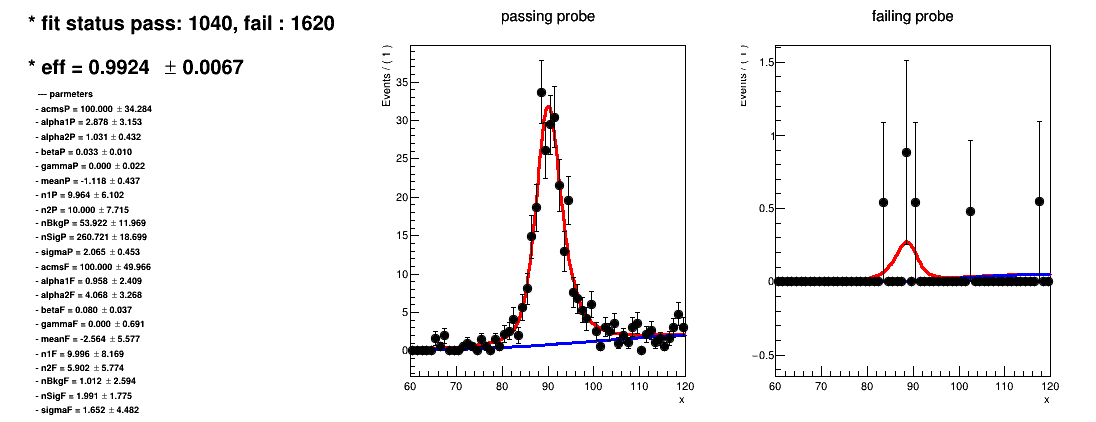 * fit status pass: 1040, fail : 1620
* eff = 0.9924 ± 0.0067
--- parmeters
- acmsP = 100.000 ± 34.284
- alpha1P = 2.878 ± 3.153
- alpha2P = 1.031 ± 0.432
- betaP = 0.033 ± 0.010
- gammaP = 0.000 ± 0.022
- meanP = -1.118 ± 0.437
- n1P = 9.964 ± 6.102
- n2P = 10.000 ± 7.715
- nBkgP = 53.922 ± 11.969
- nSigP = 260.721 ± 18.699
- sigmaP = 2.065 ± 0.453
- acmsF = 100.000 ± 49.966
- alpha1F = 0.958 ± 2.409
- alpha2F = 4.068 ± 3.268
- betaF = 0.080 ± 0.037
- gammaF = 0.000 ± 0.691
- meanF = -2.564 ± 5.577
- n1F = 9.996 ± 8.169
- n2F = 5.902 ± 5.774
- nBkgF = 1.012 ± 2.594
- nSigF = 1.991 ± 1.775
- sigmaF = 1.652 ± 4.482
passing probe
Events / ( 1 )
35
30
25
20
15
10
5
0
60 70 80 90 100 110 120
x
failing probe
Events / ( 1 )
1.5
1
0.5
0
−0.5
60 70 80 90 100 110 120
x